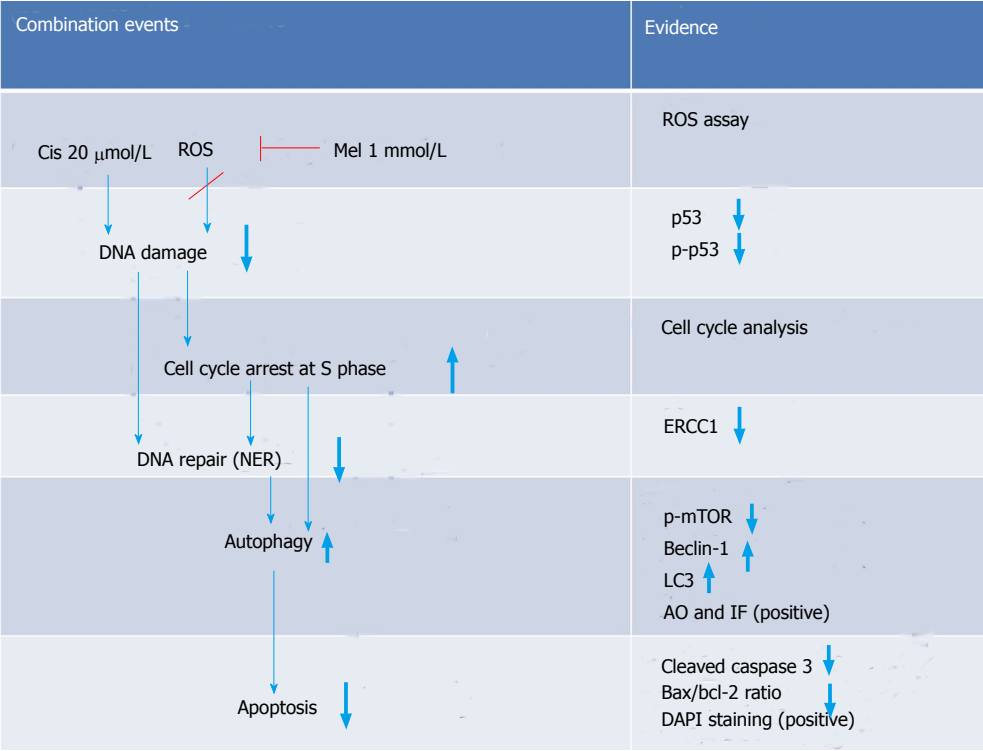 Combination events
Evidence
ROS assay
Cis 20 μmol/L
ROS
Mel 1 mmol/L
p53
p-p53
DNA damage
Cell cycle analysis
Cell cycle arrest at S phase
ERCC1
DNA repair (NER)
p-mTOR
Autophagy
Beclin-1
LC3
AO and IF (positive)
Cleaved caspase 3
Bax/bcl-2 ratio
Apoptosis
DAPI staining (positive)